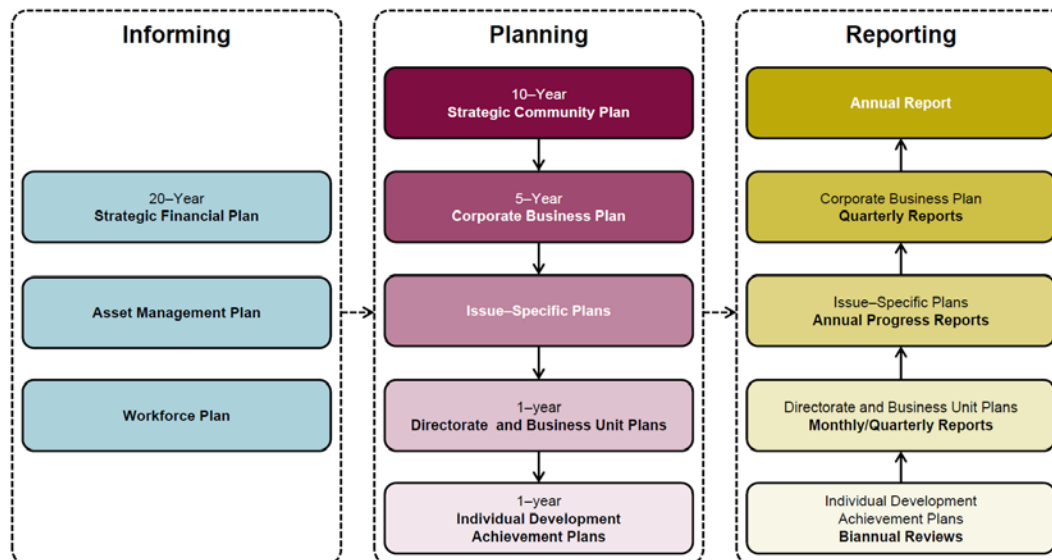 Informing
20–Year
Strategic Financial Plan
Asset Management Plan
Workforce Plan
Planning
10–Year
Strategic Community Plan
5–Year
Corporate Business Plan
Issue–Specific Plans
1–year
Directorate and Business Unit Plans
1–year
Individual Development
Achievement Plans
Reporting
Annual Report
Corporate Business Plan
Quarterly Reports
Issue–Specific Plans
Annual Progress Reports
Directorate and Business Unit Plans
Monthly/Quarterly Reports
Individual Development
Achievement Plans
Biannual Reviews